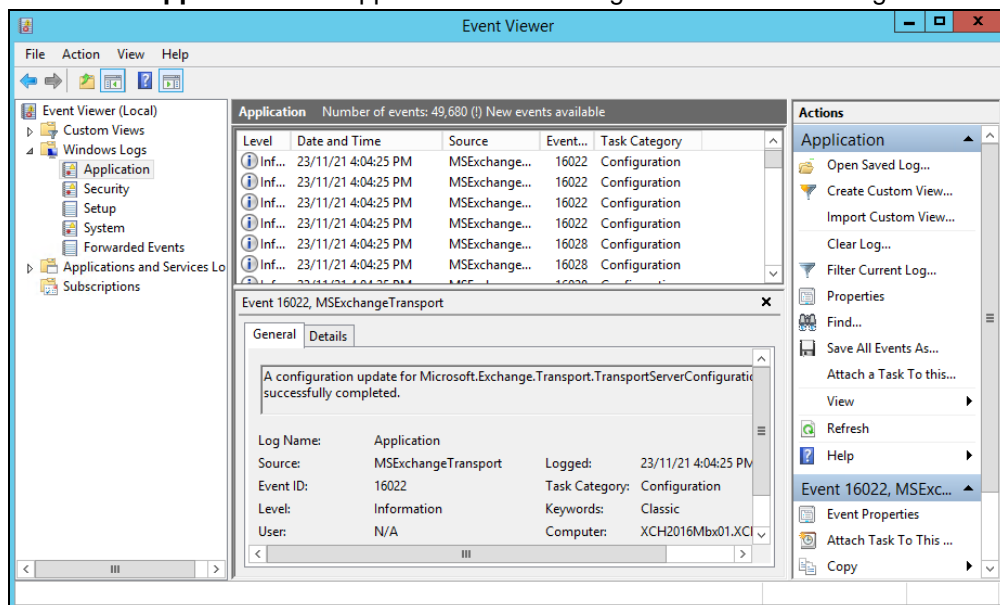 Event Viewer
File Action View Help
Event Viewer (Local)
Custom Views
Windows Logs
Application
Security
Setup
System
Forwarded Events
Applications and Services Lo
Subscriptions
Application Number of events: 49,680 (!) New events available
Level Date and Time Source Event... Task Category
Inf... 23/11/21 4:04:25 PM MSExchange... 16022 Configuration
Inf... 23/11/21 4:04:25 PM MSExchange... 16022 Configuration
Inf... 23/11/21 4:04:25 PM MSExchange... 16022 Configuration
Inf... 23/11/21 4:04:25 PM MSExchange... 16022 Configuration
Inf... 23/11/21 4:04:25 PM MSExchange... 16028 Configuration
Inf... 23/11/21 4:04:25 PM MSExchange... 16028 Configuration
Event 16022, MSExchangeTransport
General Details
A configuration update for Microsoft.Exchange.Transport.TransportServerConfiguratio
successfully completed.
Log Name: Application
Source: MSExchangeTransport Logged: 23/11/21 4:04:25 PM
Event ID: 16022 Task Category: Configuration
Level: Information Keywords: Classic
User: N/A Computer: XCH2016Mbx01.XCH
Actions
Application
Open Saved Log...
Create Custom View...
Import Custom View...
Clear Log...
Filter Current Log...
Properties
Find...
Save All Events As...
Attach a Task To this...
View
Refresh
Help
Event 16022, MSExc...
Event Properties
Attach Task To This ...
Copy